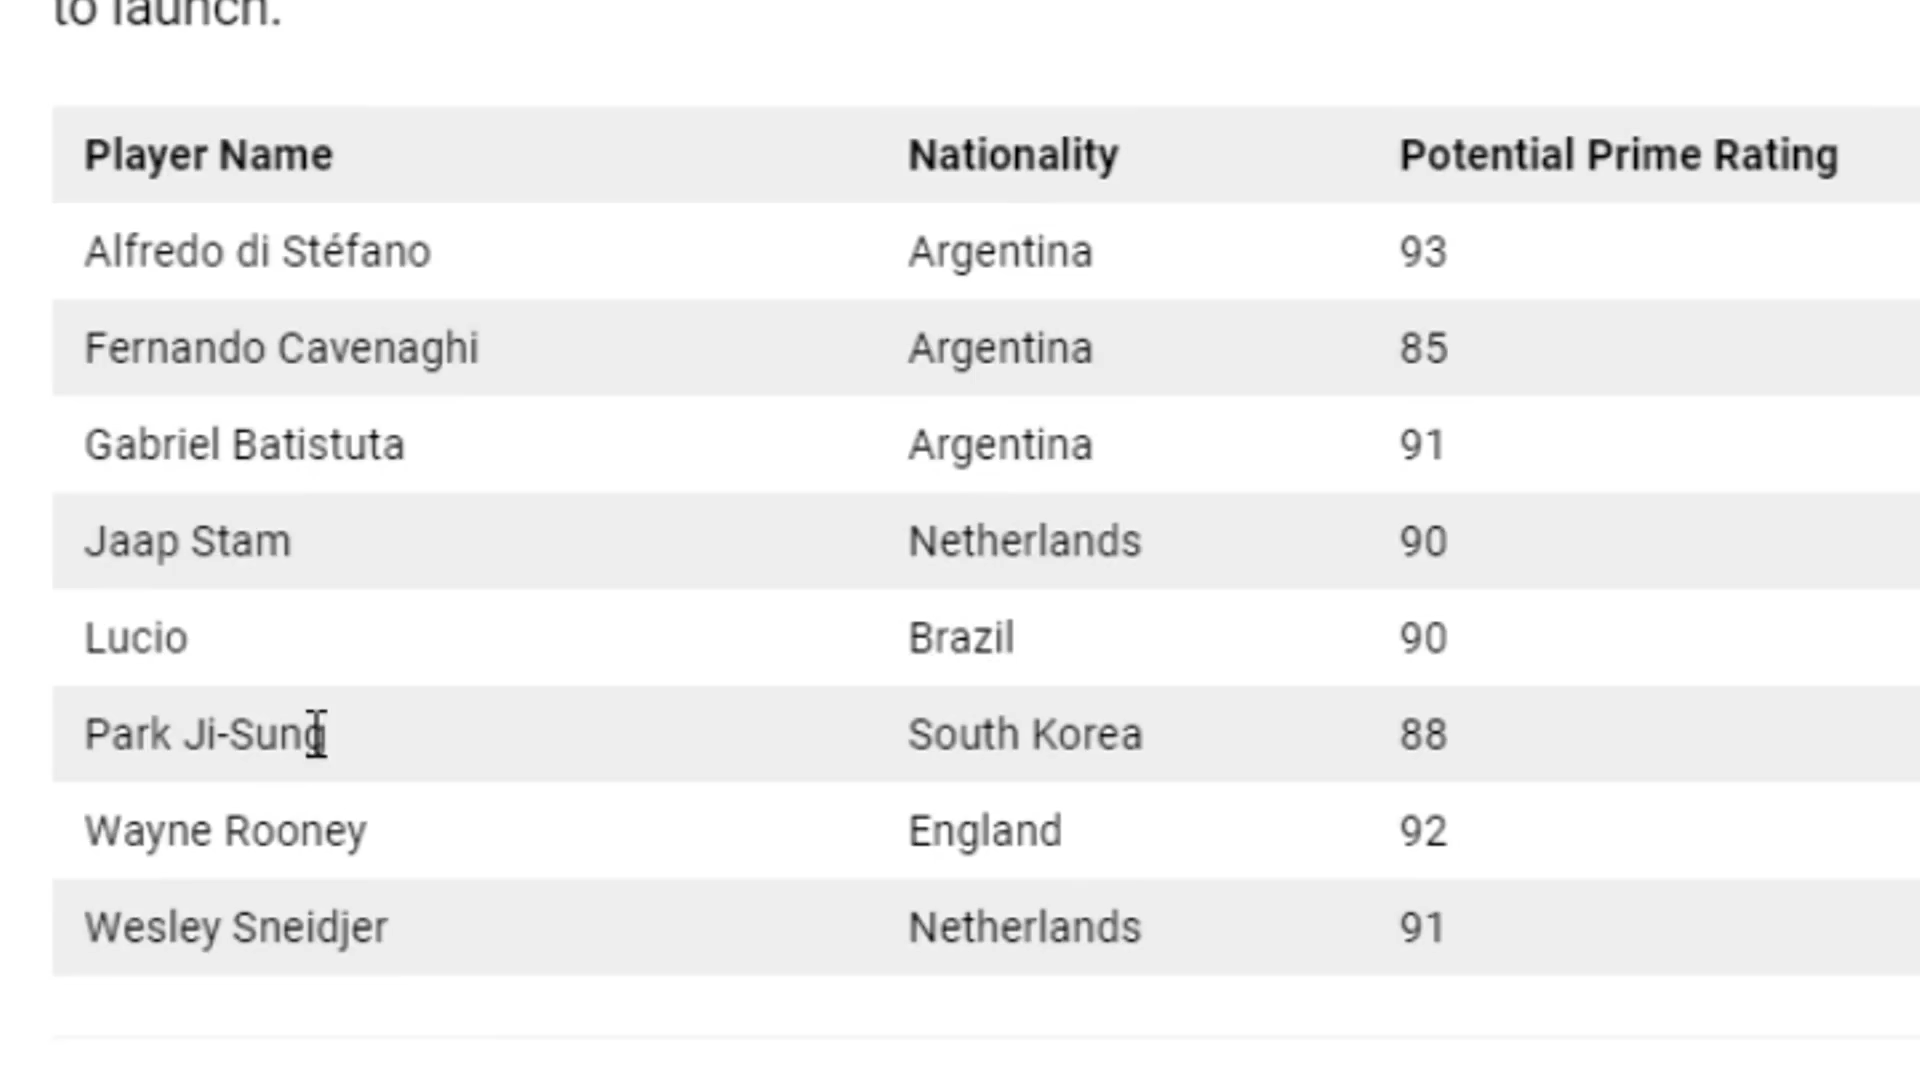 to launch.
Player Name Nationality Potential Prime Rating
Alfredo di Stéfano Argentina 93
Fernando Cavenaghi Argentina 85
Gabriel Batistuta Argentina 91
Jaap Stam Netherlands 90
Lucio Brazil 90
Park Ji-Sung South Korea 88
Wayne Rooney England 92
Wesley Sneidjer Netherlands 91